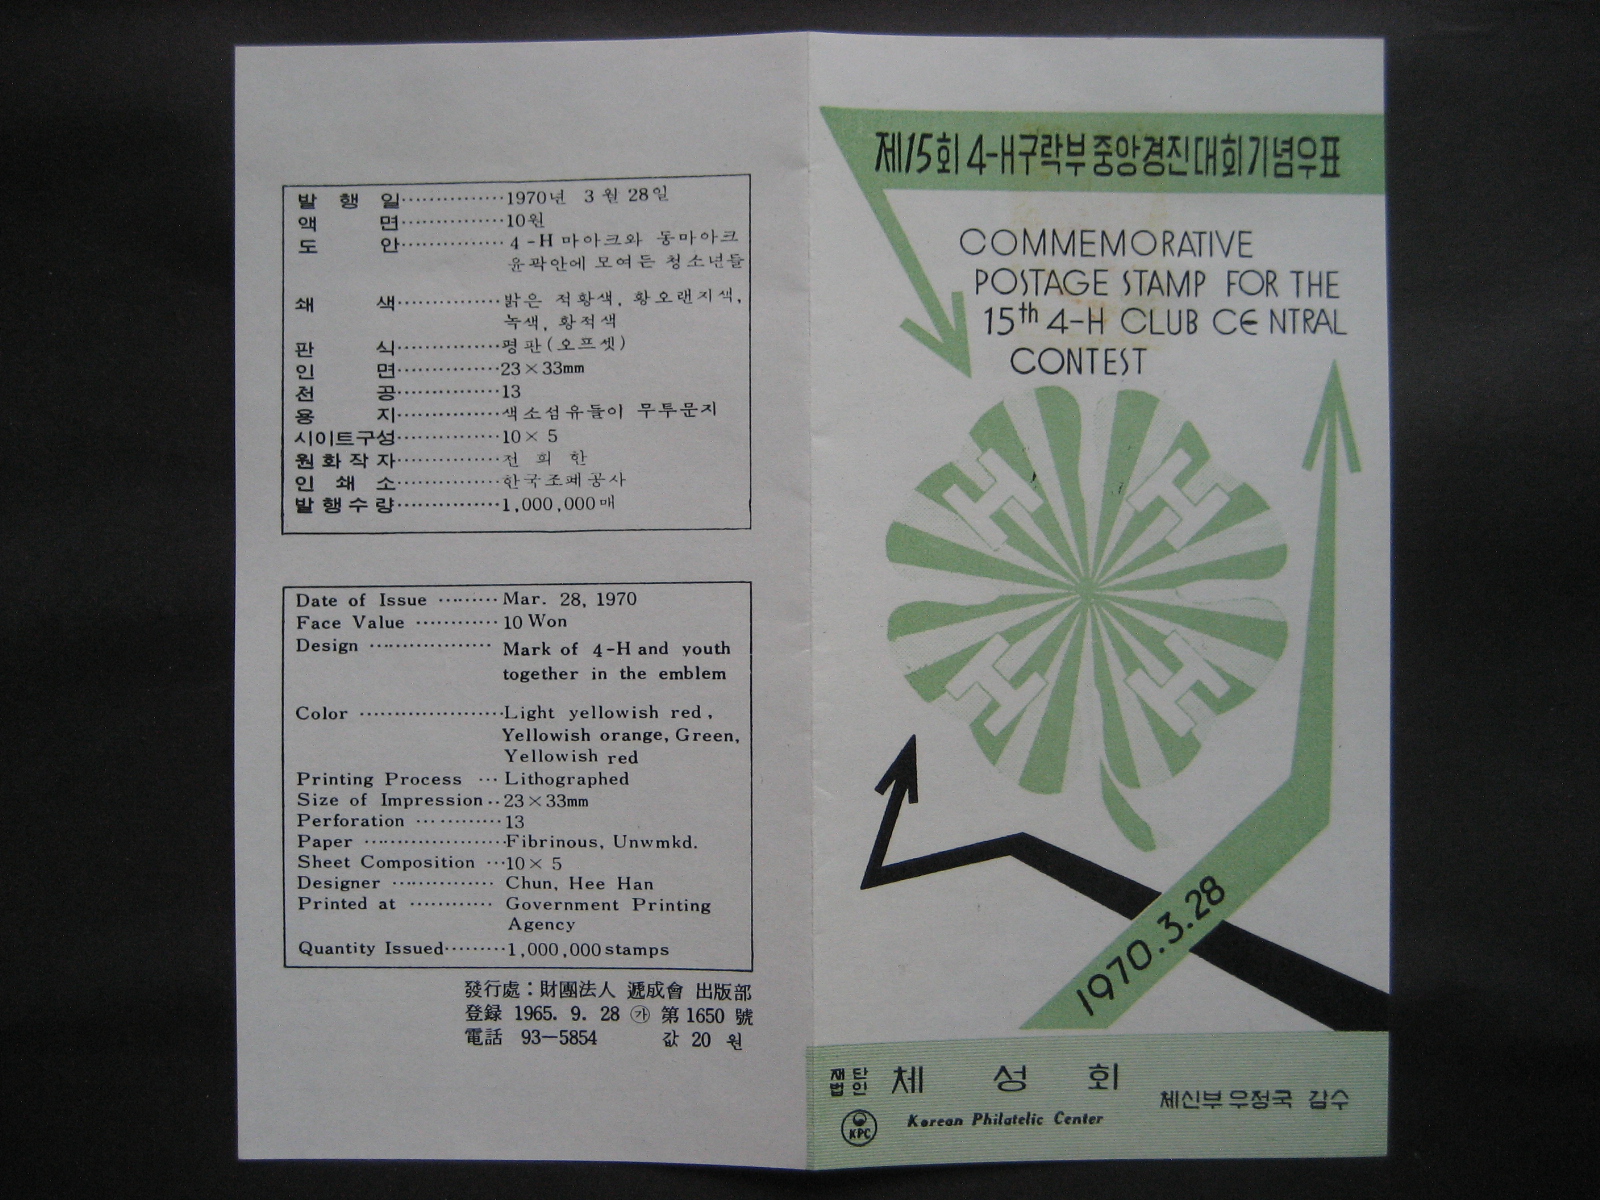 발 행 일················1970년 3 월 28일
액 면················10원
도 안················4-H 마아크와 동마아크
윤곽안에 모여든 청소년들
쇄 색················밝은 적황색, 황오랜지색,
녹색, 황적색
판 식················평판(오프셋)
인 면················23×33mm
천 공················13
용 지················색소섬유들이 무투문지
시이트구성················10× 5
원 화 작 자················전 희 한
인 쇄 소················한국조폐공사
발 행 수 량················1,000,000매
Date of Issue ········· Mar. 28, 1970
Face Value ············ 10 Won
Design ·················· Mark of 4-H and youth
together in the emblem
Color ·····················Light yellowish red,
Yellowish orange, Green,
Yellowish red
Printing Process ··· Lithographed
Size of Impression ·· 23×33mm
Perforation ············ 13
Paper ·····················Fibrinous, Unwmkd.
Sheet Composition ···10× 5
Designer ··············· Chun, Hee Han
Printed at ············ Government Printing
Agency
Quantity Issued·········1,000,000 stamps
發行處 : 財團法人 遞成會 出版部
登録 1965. 9. 28 ㉮ 第 1650 號
電話 93—5854 값 20 원
제15회 4-H구락부 중앙경진대회기념우표
COMMEMORATIVE
POSTAGE STAMP FOR THE
15th 4-H CLUB CENTRAL
CONTEST
H H
H H
1970.3.28
재단법인 체 성 회
체신부 우정국 감수
KPC
Korean Philatelic Center